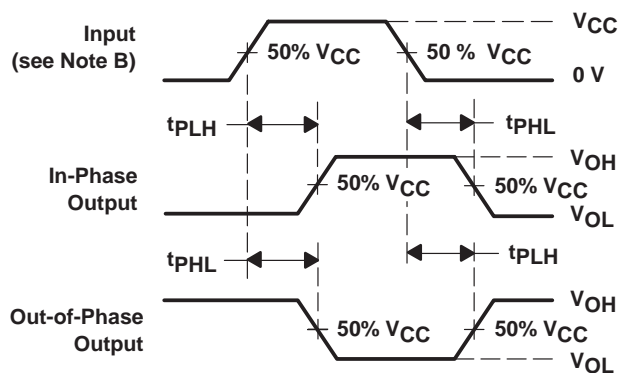 Input
(see Note B)
50% VCC
50 % VCC
VCC
0 V
tPLH
tPHL
In-Phase
Output
50% VCC
50% VCC
VOH
VOL
tPHL
tPLH
Out-of-Phase
Output
50% VCC
50% VCC
VOH
VOL